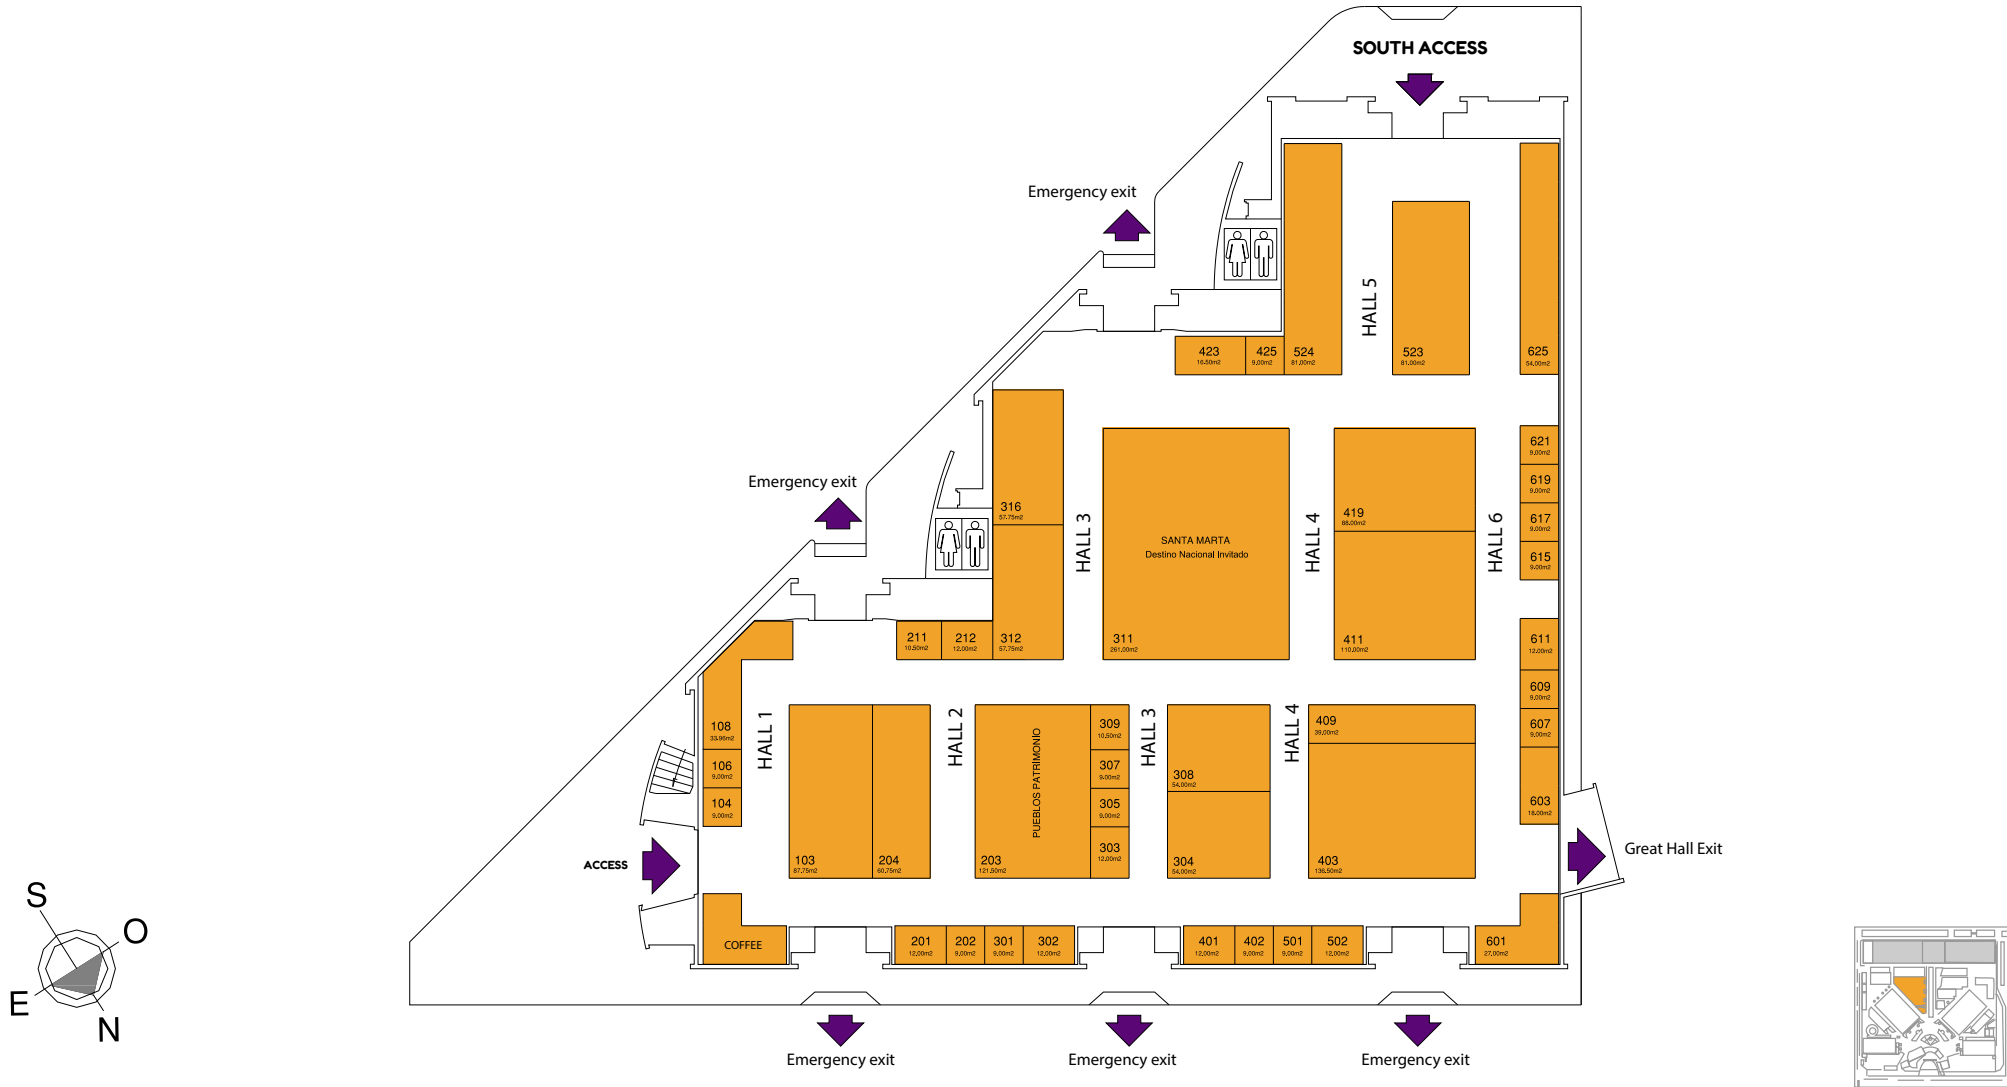 SOUTH ACCESS
Emergency exit
HALL 5
423
16.50m2
425
9.00m2
524
81.00m2
523
81.00m2
625
54.00m2
Emergency exit
316
57.75m2
HALL 3
SANTA MARTA
Destino Nacional Invitado
HALL 4
419
88.00m2
HALL 6
621
9.00m2
619
9.00m2
617
9.00m2
615
9.00m2
211
10.50m2
212
12.00m2
312
57.75m2
311
261.00m2
411
110.00m2
611
12.00m2
609
9.00m2
607
9.00m2
603
18.00m2
108
33.96m2
106
9.00m2
104
9.00m2
HALL 1
HALL 2
PUEBLOS PATRIMONIO
309
10.50m2
307
9.00m2
305
9.00m2
303
12.00m2
HALL 3
308
54.00m2
HALL 4
409
39.00m2
ACCESS
103
87.75m2
204
60.75m2
203
121.50m2
304
54.00m2
403
136.50m2
Great Hall Exit
COFFEE
201
12.00m2
202
9.00m2
301
9.00m2
302
12.00m2
401
12.00m2
402
9.00m2
501
9.00m2
502
12.00m2
601
27.00m2
S
O
E
N
Emergency exit
Emergency exit
Emergency exit